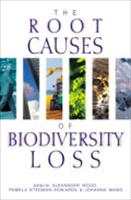 THE
ROOT CAUSES
OF
BIODIVERSITY
LOSS
ALEXANDER WOOD,
PAMELA STEDMAN-EDWARDS & JOHANNA MANG